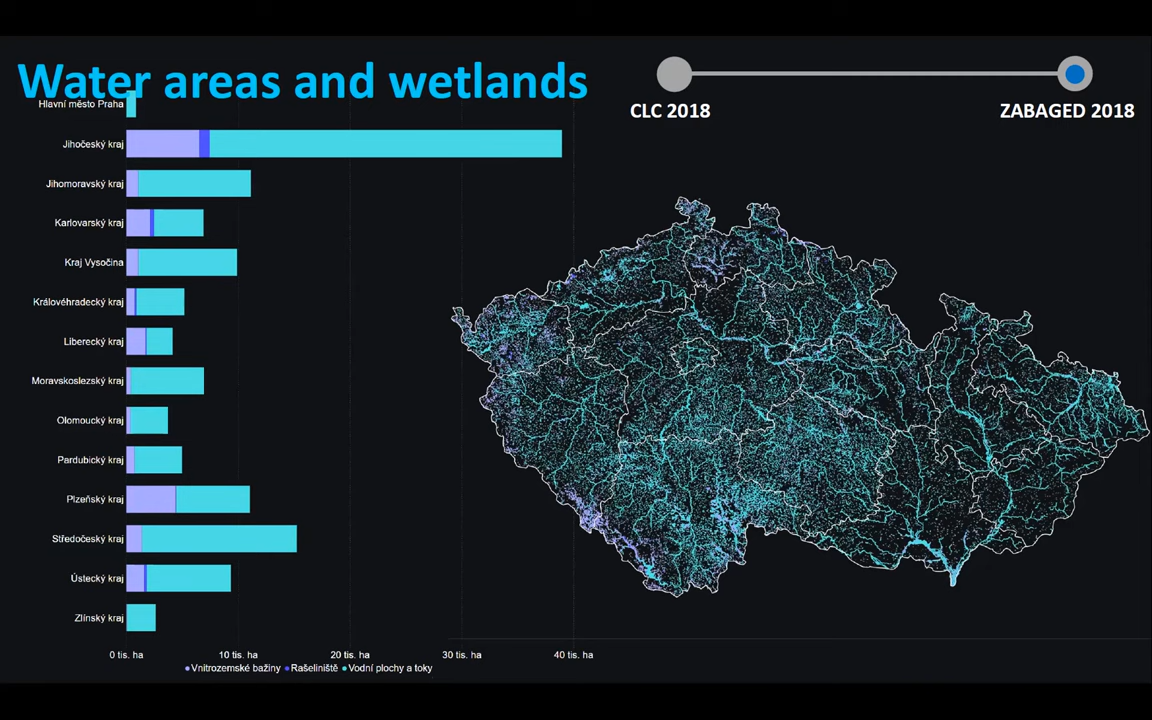 Water areas and wetlands
CLC 2018
ZABAGED 2018
Hlavní město Praha
Jihočeský kraj
Jihomoravský kraj
Karlovarský kraj
Kraj Vysočina
Královéhradecký kraj
Liberecký kraj
Moravskoslezský kraj
Olomoucký kraj
Pardubický kraj
Plzeňský kraj
Středočeský kraj
Ústecký kraj
Zlínský kraj
0 tis. ha 10 tis. ha 20 tis. ha 30 tis. ha 40 tis. ha
Vnitrozemské bažiny Rašeliniště Vodní plochy a toky